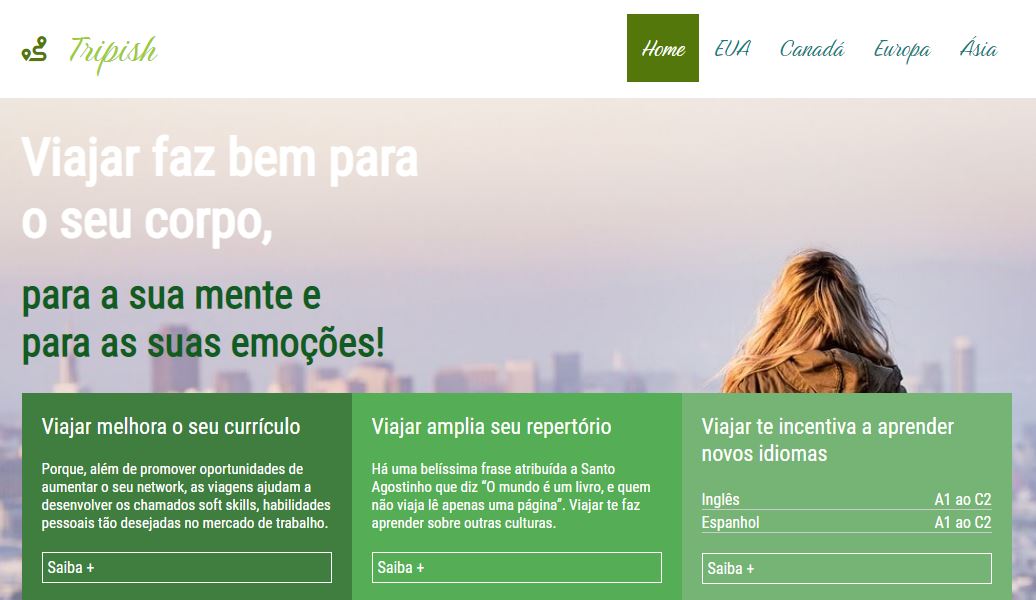 Tripish
Home EUA Canadá Europa Ásia
Viajar faz bem para
o seu corpo,
para a sua mente e
para as suas emoções!
Viajar melhora o seu currículo
Porque, além de promover oportunidades de
aumentar o seu network, as viagens ajudam a
desenvolver os chamados soft skills, habilidades
pessoais tão desejadas no mercado de trabalho.
Saiba +
Viajar amplia seu repertório
Há uma belíssima frase atribuída a Santo
Agostinho que diz “O mundo é um livro, e quem
não viaja lê apenas uma página”. Viajar te faz
aprender sobre outras culturas.
Saiba +
Viajar te incentiva a aprender
novos idiomas
Inglês A1 ao C2
Espanhol A1 ao C2
Saiba +